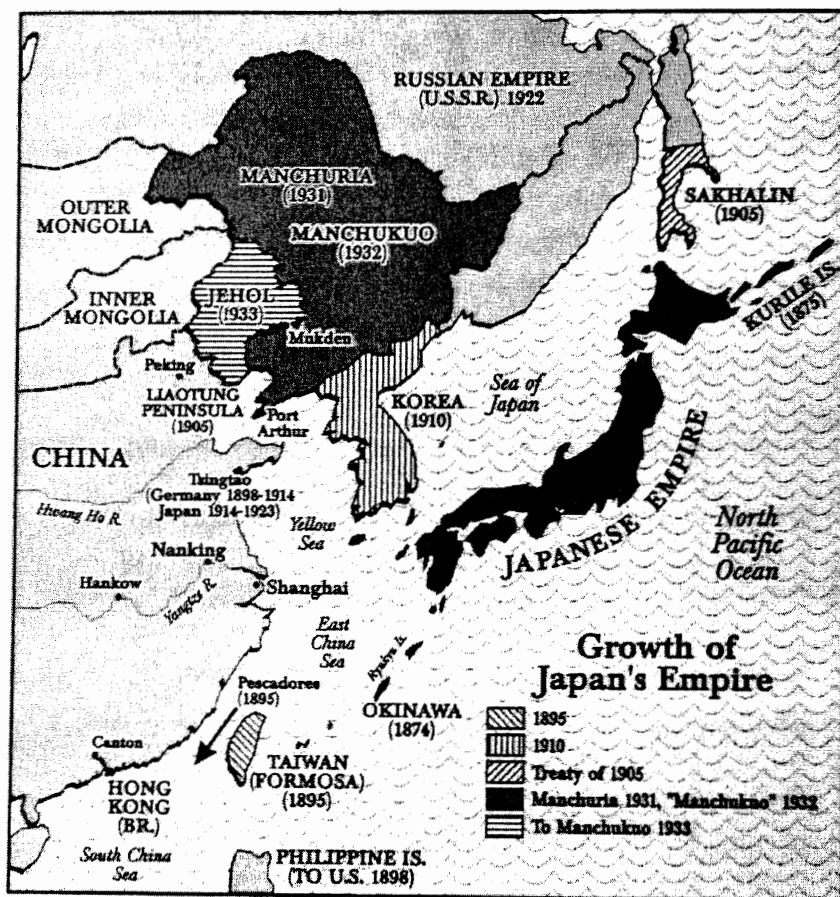 RUSSIAN EMPIRE
(U.S.S.R.) 1922
MANCHURIA
(1931)
SAKHALIN
(1905)
OUTER
MONGOLIA
MANCHUKUO
(1932)
INNER
MONGOLIA
JEHOL
(1933)
KURILE IS.
(1875)
Mukden
Peking
LIAOTUNG
PENINSULA
(1905)
Port
Arthur
KOREA
(1910)
Sea of
Japan
CHINA
Tsingtao
(Germany 1898-1914
Japan 1914-1923)
Hwang Ho R.
Yellow
Sea
JAPANESE EMPIRE
North
Pacific
Ocean
Nanking
Hankow
Yangtze R.
Shanghai
East
China
Sea
Ryukyu Is.
Growth of
Japan's Empire
Pescadores
(1895)
OKINAWA
(1874)
1895
1910
Treaty of 1905
Manchuria 1931, "Manchukno" 1932
To Manchukno 1933
Canton
TAIWAN
(FORMOSA)
(1895)
HONG
KONG
(BR.)
South China
Sea
PHILIPPINE IS.
(TO U.S. 1898)